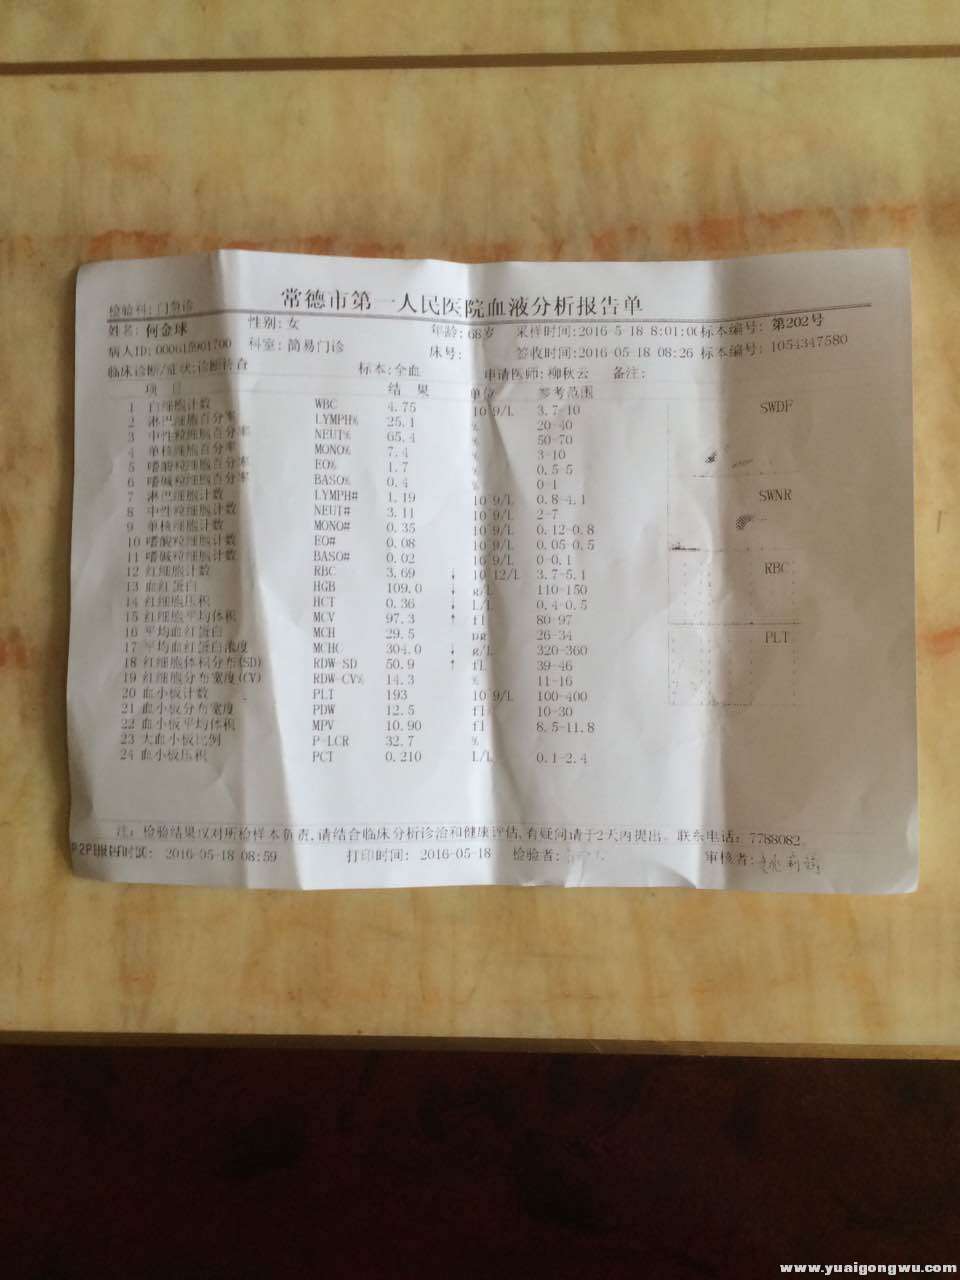 常德市第一人民医院血液分析报告单
检验科: 门急诊
姓名: 何金球 性别: 女 年龄: 68岁 采样时间: 2016-5-18 8:01:00 标本编号: 第202号
病人ID: 000615901700 科室: 简易门诊 床号: 签收时间: 2016-05-18 08:26 标本编号: 1054347580
临床诊断/症状: 诊断待查 标本: 全血 申请医师: 柳秋云 备注:
项 目 结 果 单位 参考范围
1 白细胞计数 WBC 4.75 10^9/L 3.7-10
2 淋巴细胞百分率 LYMPH% 25.1 % 20-40
3 中性粒细胞百分率 NEUT% 65.4 % 50-70
4 单核细胞百分率 MONO% 7.4 % 3-10
5 嗜酸粒细胞百分率 EO% 1.7 % 0.5-5
6 嗜碱粒细胞百分率 BASO% 0.4 % 0-1
7 淋巴细胞计数 LYMPH# 1.19 10^9/L 0.8-4.1
8 中性粒细胞计数 NEUT# 3.11 10^9/L 2-7
9 单核细胞计数 MONO# 0.35 10^9/L 0.12-0.8
10 嗜酸粒细胞计数 EO# 0.08 10^9/L 0.05-0.5
11 嗜碱粒细胞计数 BASO# 0.02 10^9/L 0-0.1
12 红细胞计数 RBC 3.69 ↓ 10^12/L 3.7-5.1
13 血红蛋白 HGB 109.0 ↓ g/L 110-150
14 红细胞压积 HCT 0.36 ↓ L/L 0.4-0.5
15 红细胞平均体积 MCV 97.3 ↑ fl 80-97
16 平均血红蛋白 MCH 29.5 pg 26-34
17 平均血红蛋白浓度 MCHC 304.0 ↓ g/L 320-360
18 红细胞体积分布(SD) RDW-SD 50.9 ↑ fL 39-46
19 红细胞分布宽度(CV) RDW-CV% 14.3 % 11-16
20 血小板计数 PLT 193 10^9/L 100-400
21 血小板分布宽度 PDW 12.5 fl 10-30
22 血小板平均体积 MPV 10.90 fl 8.5-11.8
23 大血小板比例 P-LCR 32.7 %
24 血小板压积 PCT 0.210 L/L 0.1-2.4
SWDF
SWNR
RBC
PLT
注: 检验结果仅对所检样本负责,请结合临床分析诊治和健康评估,有疑问请于2天内提出。联系电话: 7788082
报告时间: 2016-05-18 08:59 打印时间: 2016-05-18 检验者: 审核者:
www.yuaigongwu.com